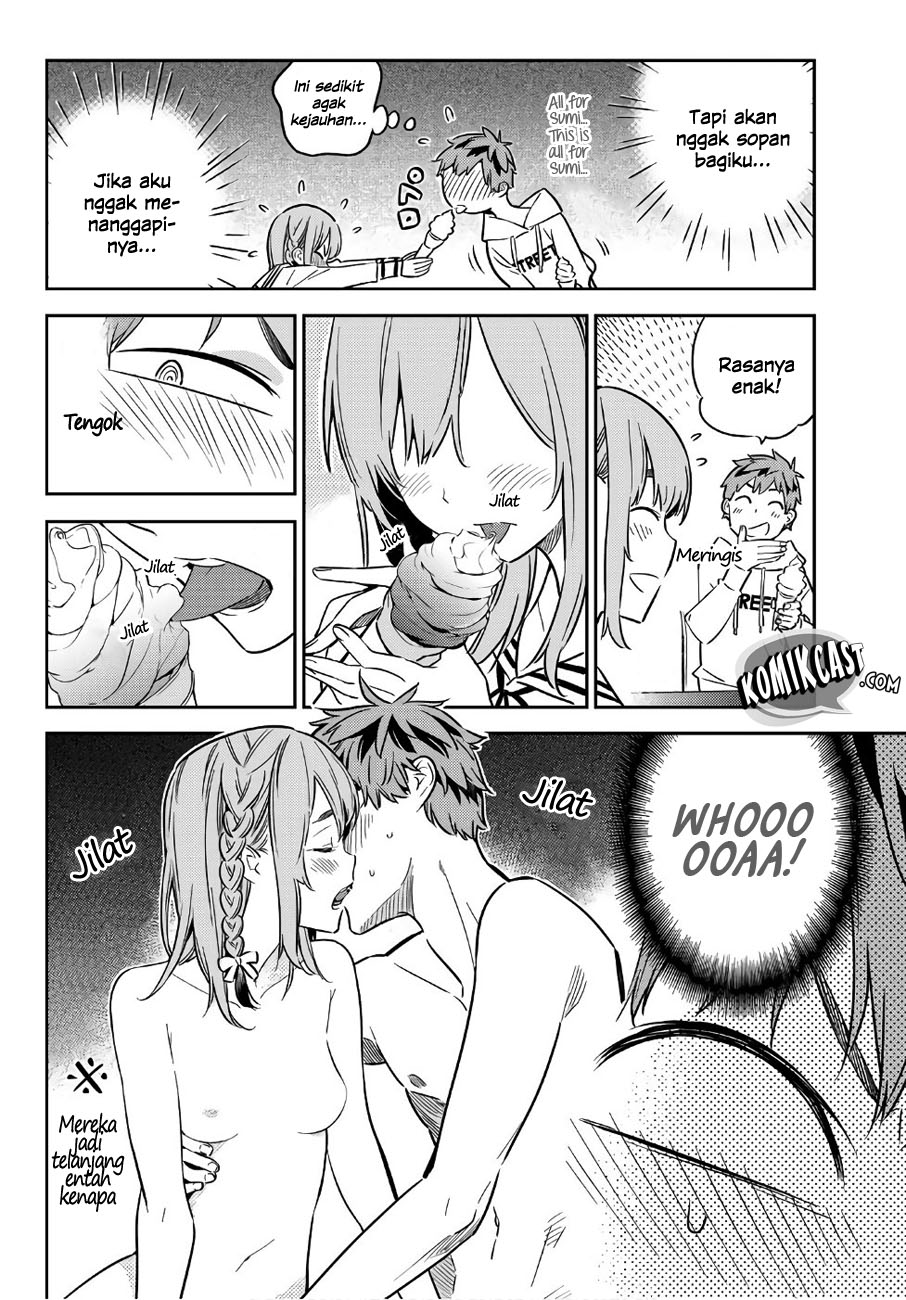 Tapi akan
nggak sopan
bagiku...
All for
sumi...
This is
all for
sumi...
Ini sedikit
agak
kejauhan...
Jika aku
nggak me-
nanggapi-
nya...
TREET
Rasanya
enak!
Meringis
REET
Jilat
Jilat
Tengok
Jilat
Jilat
KOMIKCAST
.COM
WHOOO
OOAA!
Jilat
Jilat
※
Mereka
jadi
telanjang
entah
kenapa